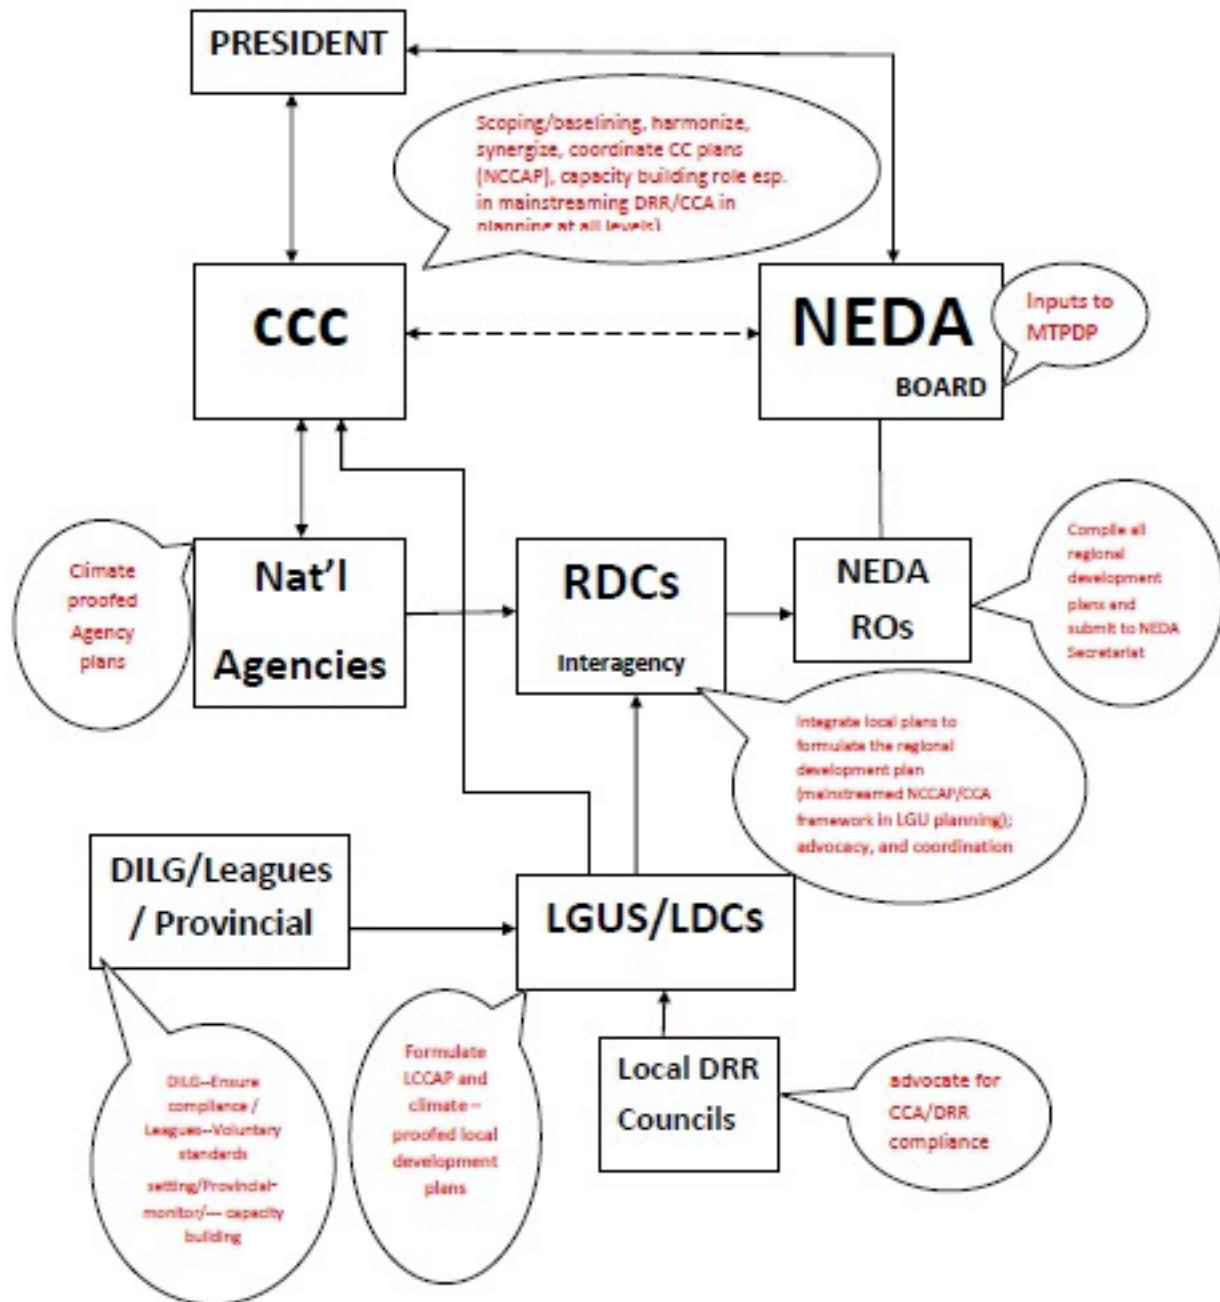 PRESIDENT
Scoping/baselining, harmonize,
synergize, coordinate CC plans
(NCCAP), capacity building role esp.
in mainstreaming DRR/CCA in
planning at all levels)
CCC
NEDA
BOARD
Inputs to
MTPDP
Climate
proofed
Agency
plans
Nat'l
Agencies
RDCs
Interagency
NEDA
ROs
Compile all
regional
development
plans and
submit to NEDA
Secretariat
Integrate local plans to
formulate the regional
development plan
(mainstreamed NCCAP/CCA
framework in LGU planning);
advocacy, and coordination
DILG/Leagues
/ Provincial
LGUS/LDCs
DILG--Ensure
compliance /
Leagues--Voluntary
standards
setting/Provincial-
monitor/--- capacity
building
Formulate
LCCAP and
climate –
proofed local
development
plans
Local DRR
Councils
advocate for
CCA/DRR
compliance